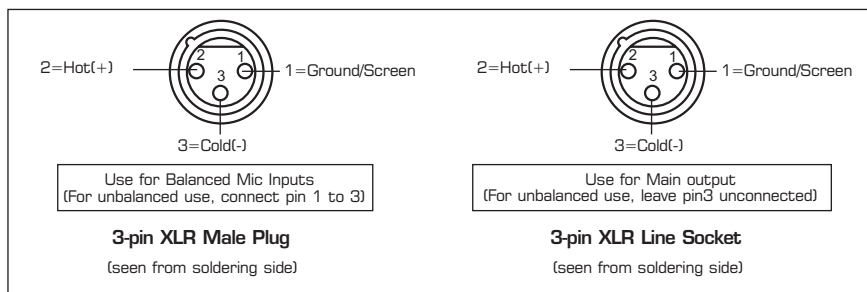 2
1
2=Hot(+)
3
1=Ground/Screen
3=Cold(-)
Use for Balanced Mic Inputs
(For unbalanced use, connect pin 1 to 3)
3-pin XLR Male Plug
(seen from soldering side)
2
1
2=Hot(+)
3
1=Ground/Screen
3=Cold(-)
Use for Main output
(For unbalanced use, leave pin3 unconnected)
3-pin XLR Line Socket
(seen from soldering side)